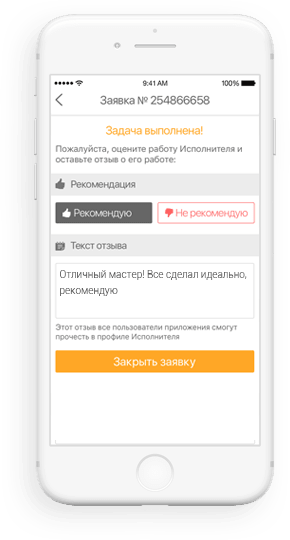 9:41 AM 100%
Заявка № 254866658
Задача выполнена!
Пожалуйста, оцените работу Исполнителя и
оставьте отзыв о его работе:
Рекомендация
Рекомендую Не рекомендую
Текст отзыва
Отличный мастер! Все сделал идеально,
рекомендую
Этот отзыв все пользователи приложения смогут
прочесть в профиле Исполнителя
Закрыть заявку